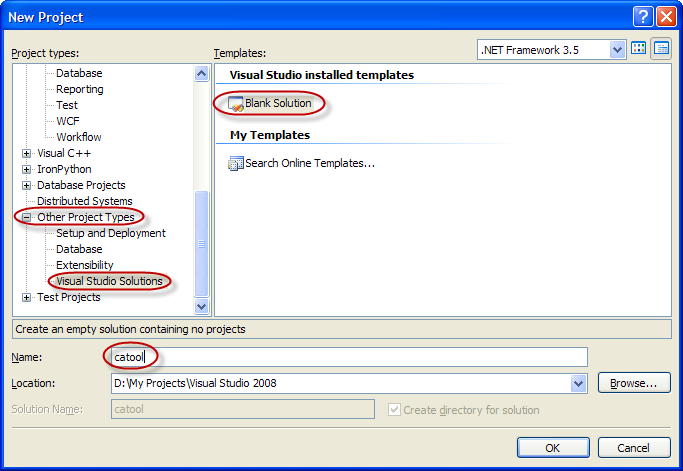 New Project
Project types:
Templates:
.NET Framework 3.5
Database
Reporting
Test
WCF
Workflow
Visual C++
IronPython
Database Projects
Distributed Systems
Other Project Types
Setup and Deployment
Database
Extensibility
Visual Studio Solutions
Test Projects
Visual Studio installed templates
Blank Solution
My Templates
Search Online Templates...
Create an empty solution containing no projects
Name:
catool
Location:
D:\My Projects\Visual Studio 2008
Browse...
Solution Name:
catool
Create directory for solution
OK
Cancel